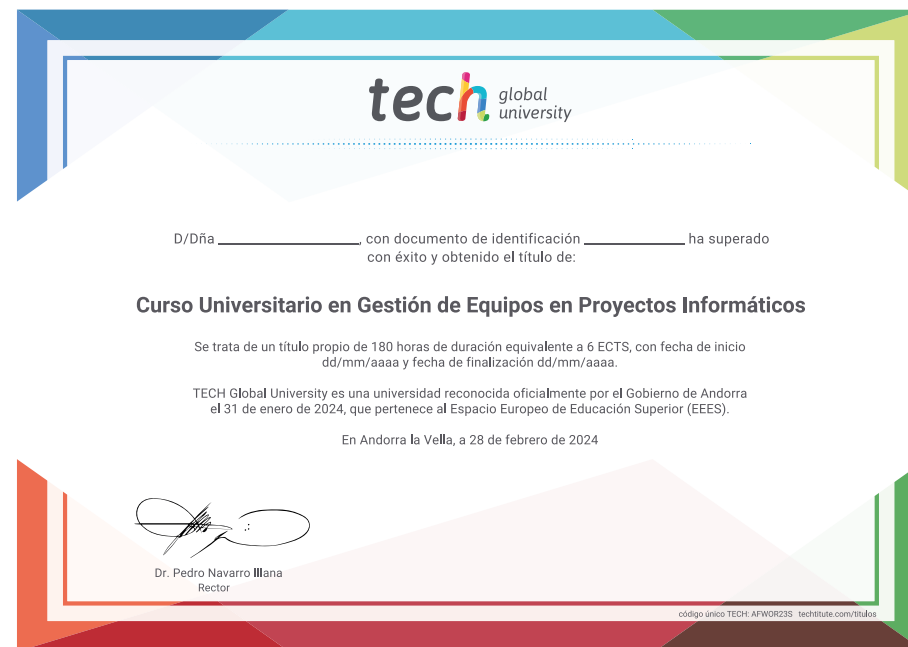 tech global
university
D/Dña ____________________, con documento de identificación ______________ ha superado
con éxito y obtenido el título de:
Curso Universitario en Gestión de Equipos en Proyectos Informáticos
Se trata de un título propio de 180 horas de duración equivalente a 6 ECTS, con fecha de inicio
dd/mm/aaaa y fecha de finalización dd/mm/aaaa.
TECH Global University es una universidad reconocida oficialmente por el Gobierno de Andorra
el 31 de enero de 2024, que pertenece al Espacio Europeo de Educación Superior (EEES).
En Andorra la Vella, a 28 de febrero de 2024
Dr. Pedro Navarro Illana
Rector
código único TECH: AFWOR23S techtitute.com/titulos